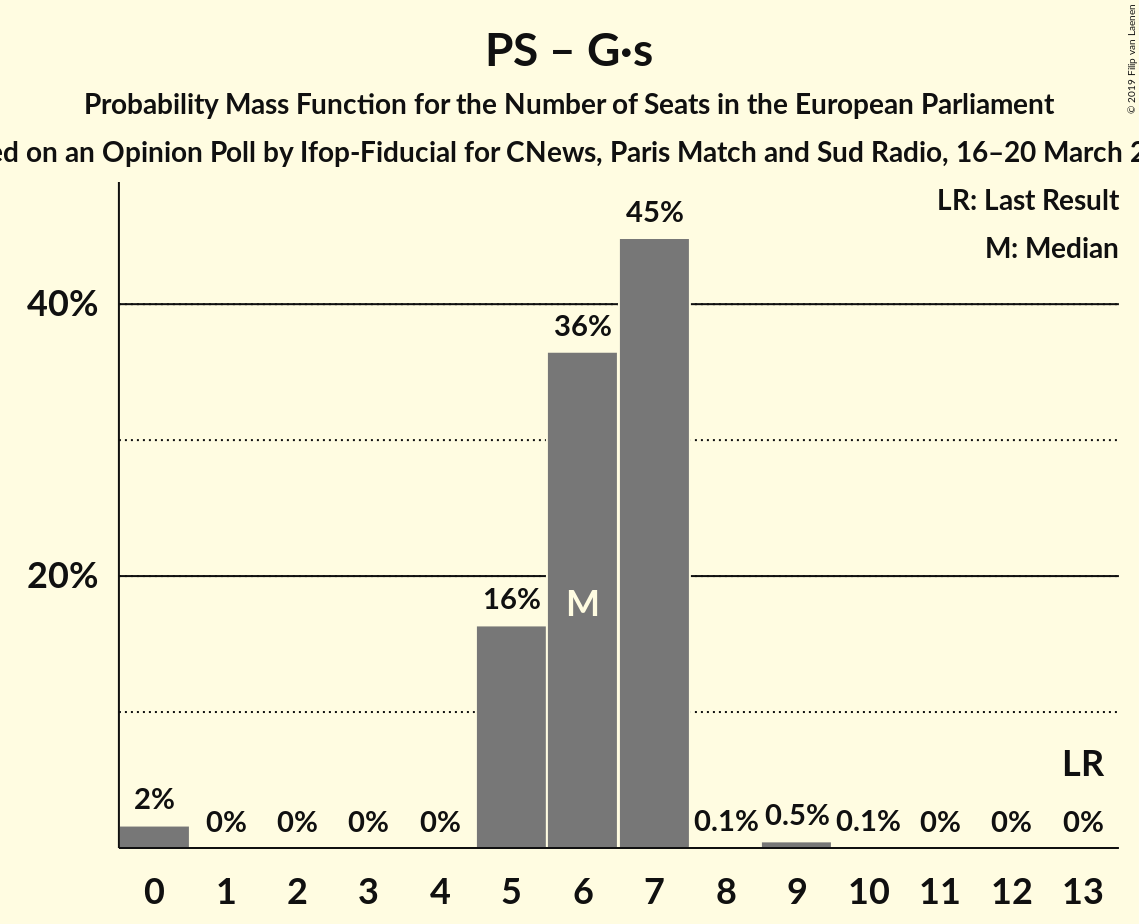 PS – G·s
Probability Mass Function for the Number of Seats in the European Parliament
on an Opinion Poll by Ifop-Fiducial for CNews, Paris Match and Sud Radio, 16–20 March
© 2019 Filip van Laenen
LR: Last Result
M: Median
45%
40%
36%
20%
16%
M
LR
2%
0%
0%
0%
0%
0.1%
0.5%
0.1%
0%
0%
0%
0 1 2 3 4 5 6 7 8 9 10 11 12 13